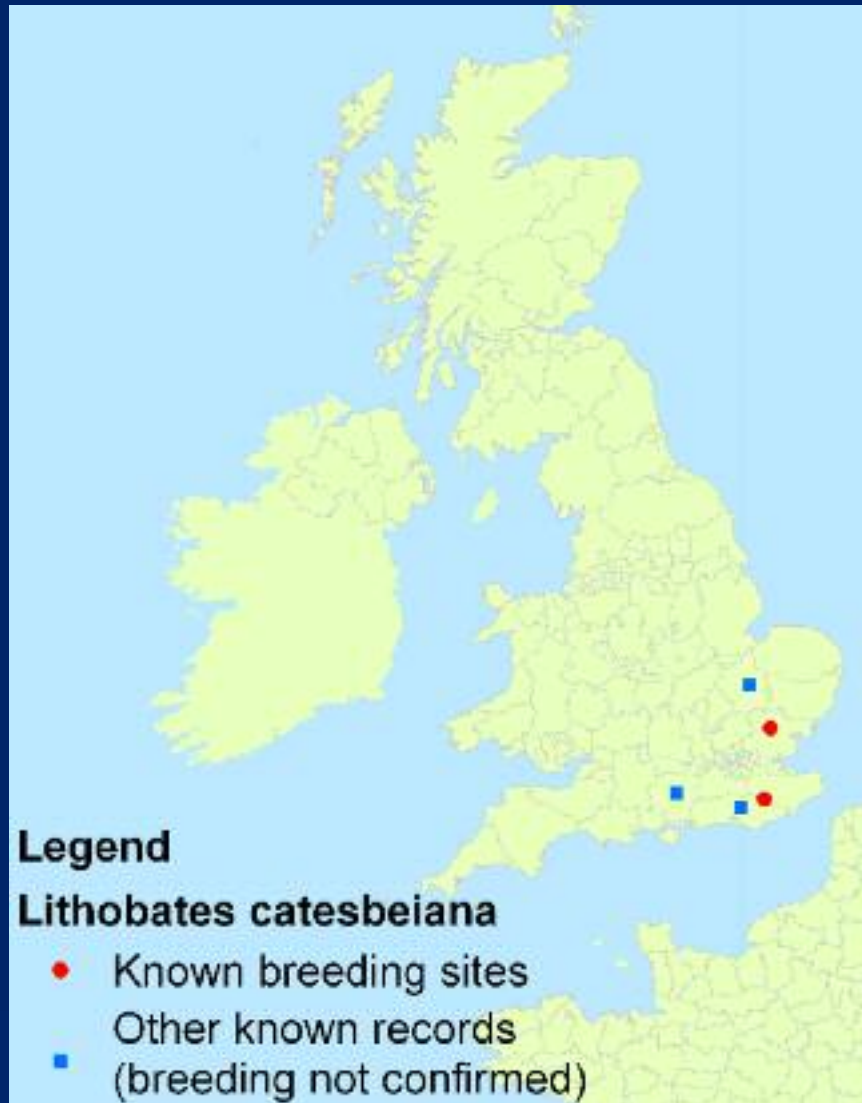 Legend
Lithobates catesbeiana
Known breeding sites
Other known records
(breeding not confirmed)